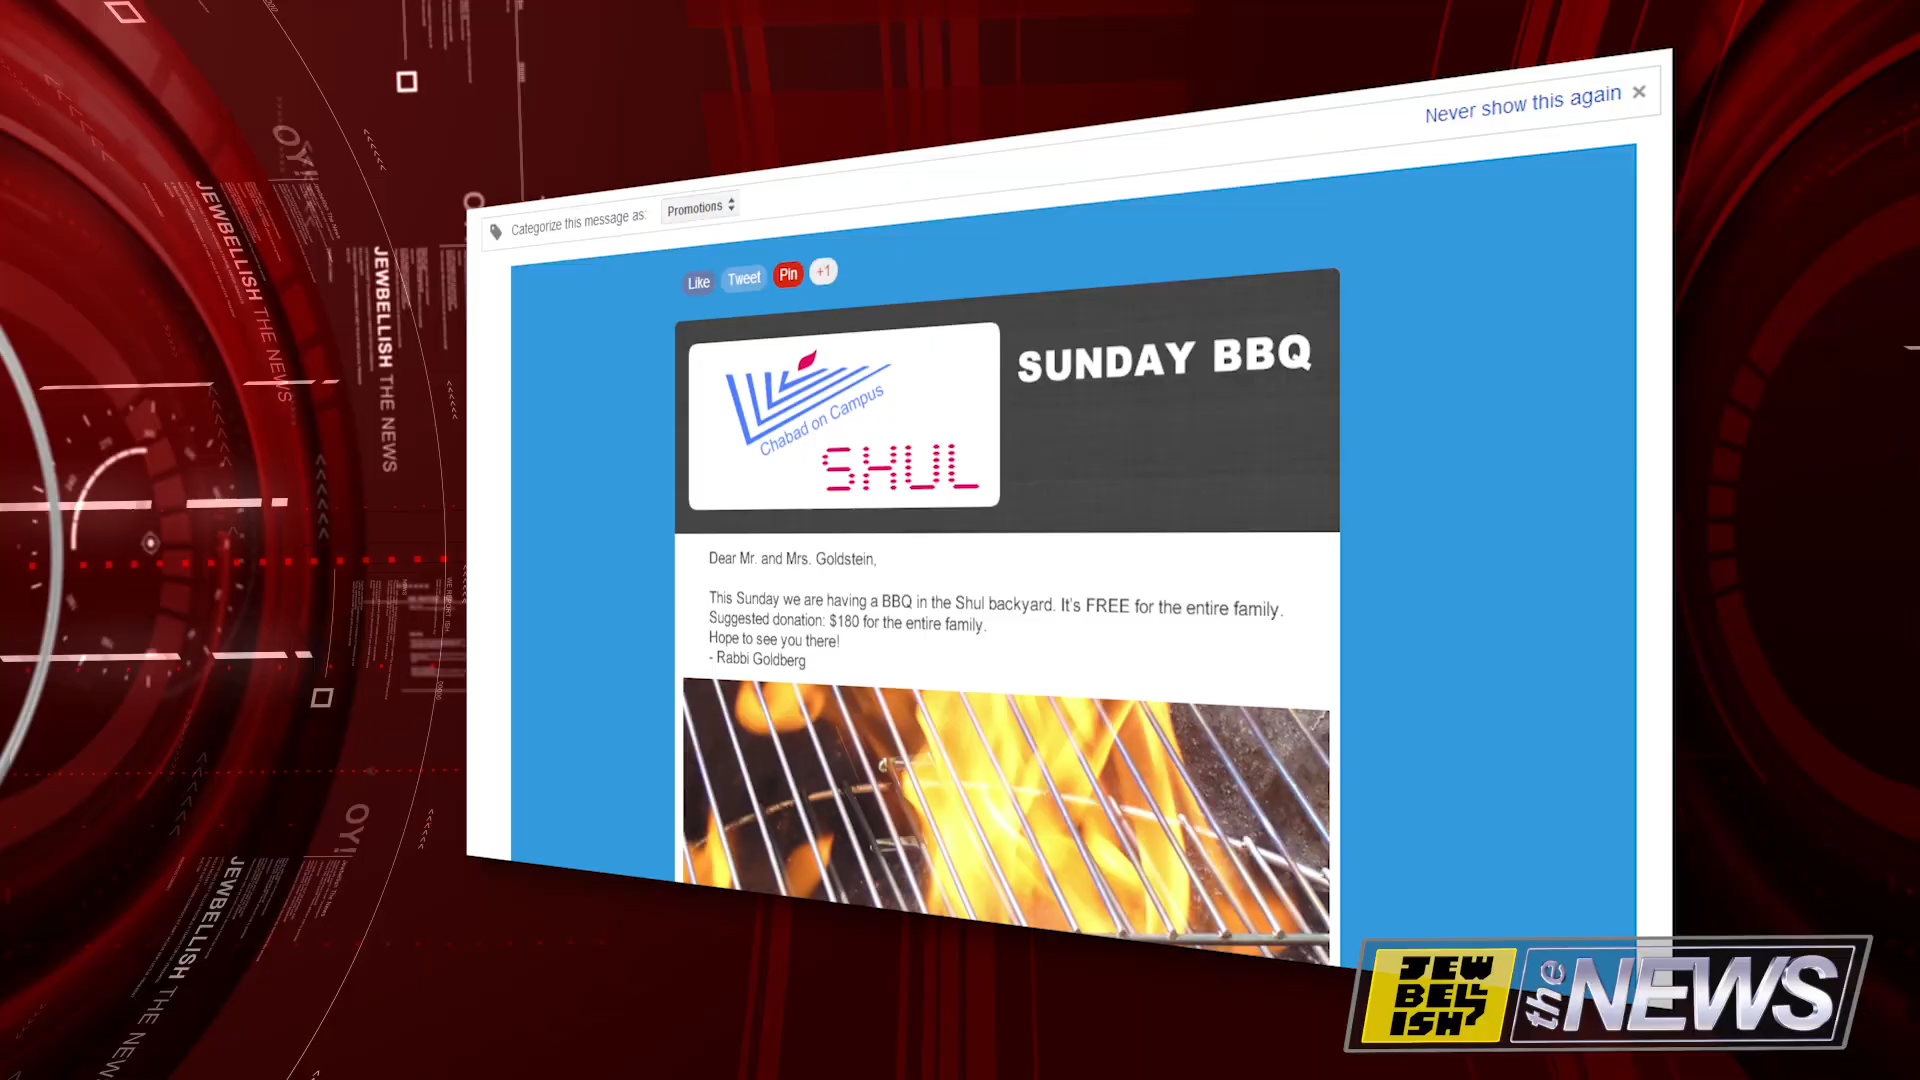 Never show this again ×
Categorize this message as: Promotions
Like Tweet Pin +1
SUNDAY BBQ
Chabad on Campus
SHUL
Dear Mr. and Mrs. Goldstein,
This Sunday we are having a BBQ in the Shul backyard. It's FREE for the entire family.
Suggested donation: $180 for the entire family.
Hope to see you there!
- Rabbi Goldberg
OY!
JEWBELLISH THE NEWS
JEWBELLISH THE NEWS
OY!
JEWBELLISH THE NEWS
JEW
BELL
ISH?
the NEWS